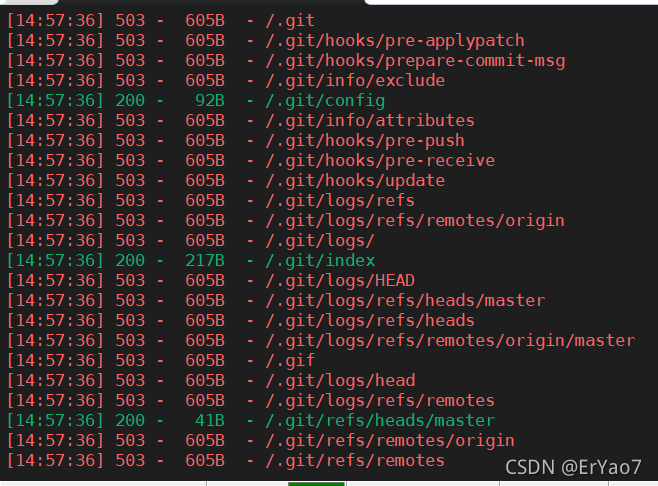 [14:57:36] 503 -  605B  - /.git
[14:57:36] 503 -  605B  - /.git/hooks/pre-applypatch
[14:57:36] 503 -  605B  - /.git/hooks/prepare-commit-msg
[14:57:36] 503 -  605B  - /.git/info/exclude
[14:57:36] 200 -   92B  - /.git/config
[14:57:36] 503 -  605B  - /.git/info/attributes
[14:57:36] 503 -  605B  - /.git/hooks/pre-push
[14:57:36] 503 -  605B  - /.git/hooks/pre-receive
[14:57:36] 503 -  605B  - /.git/hooks/update
[14:57:36] 503 -  605B  - /.git/logs/refs
[14:57:36] 503 -  605B  - /.git/logs/refs/remotes/origin
[14:57:36] 503 -  605B  - /.git/logs/
[14:57:36] 200 -  217B  - /.git/index
[14:57:36] 503 -  605B  - /.git/logs/HEAD
[14:57:36] 503 -  605B  - /.git/logs/refs/heads/master
[14:57:36] 503 -  605B  - /.git/logs/refs/heads
[14:57:36] 503 -  605B  - /.git/logs/refs/remotes/origin/master
[14:57:36] 503 -  605B  - /.gif
[14:57:36] 503 -  605B  - /.git/logs/head
[14:57:36] 503 -  605B  - /.git/logs/refs/remotes
[14:57:36] 200 -   41B  - /.git/refs/heads/master
[14:57:36] 503 -  605B  - /.git/refs/remotes/origin
[14:57:36] 503 -  605B  - /.git/refs/remotes
CSDN @ErYao7